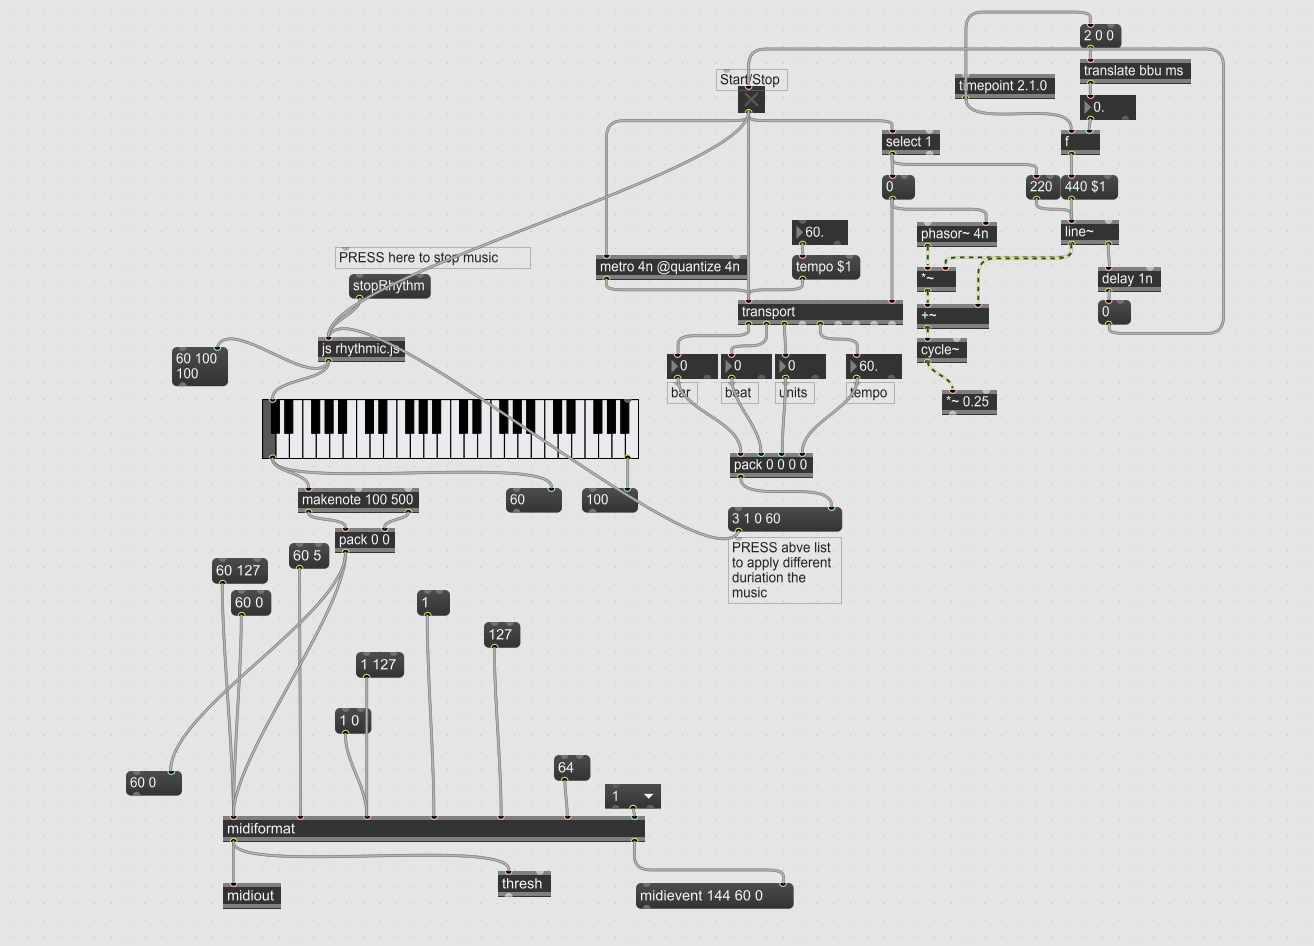 2 0 0
translate bbu ms
Start/Stop
timepoint 2.1.0
0.
select 1
f
0
220
440 $1
60.
phasor~ 4n
line~
PRESS here to stop music
metro 4n @quantize 4n
tempo $1
*~
delay 1n
stopRhythm
transport
+~
0
js rhythmic.js
cycle~
60 100
100
0
0
0
60.
bar
beat
units
tempo
*~ 0.25
pack 0 0 0 0
makenote 100 500
60
100
3 1 0 60
pack 0 0
PRESS abve list
to apply different
duriation the
music
60 5
60 127
60 0
1
127
1 127
1 0
60 0
64
1
midiformat
thresh
midiout
midievent 144 60 0